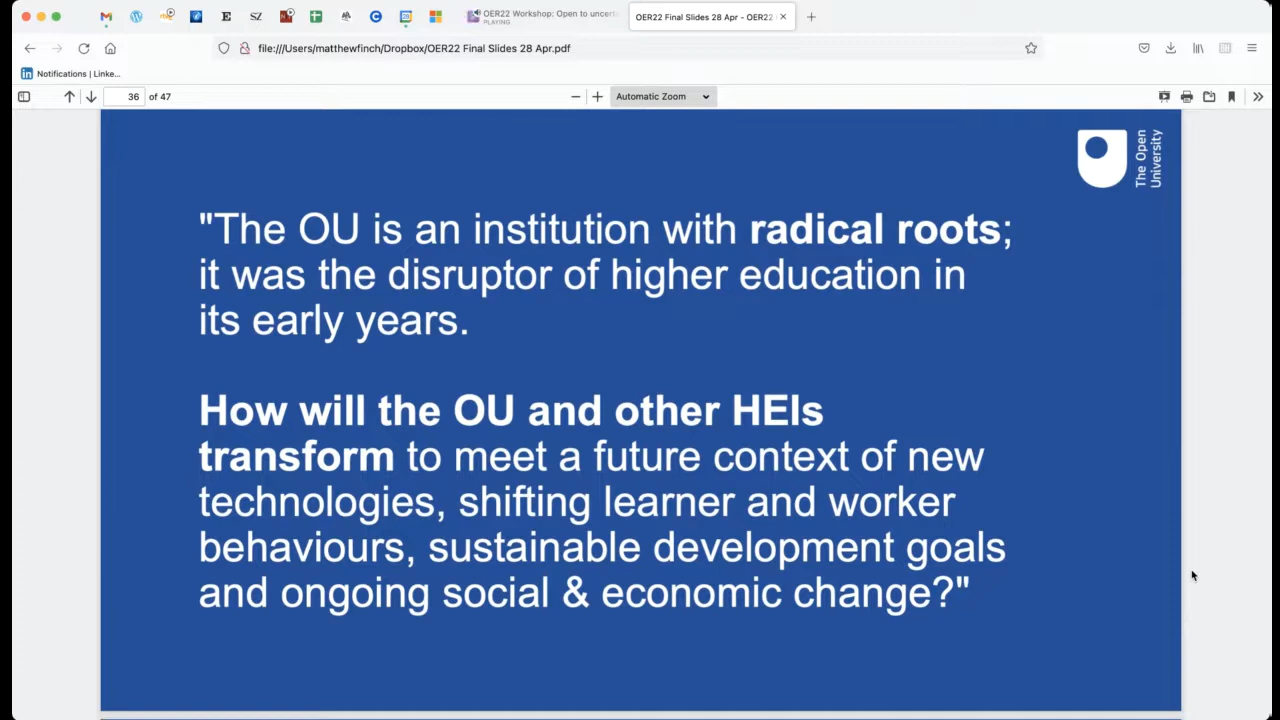 OER22 Workshop: Open to uncerta
PLAYING
OER22 Final Slides 28 Apr - OER22
file:///Users/matthewfinch/Dropbox/OER22 Final Slides 28 Apr.pdf
Notifications | Linke...
36 of 47
Automatic Zoom
The Open
University
"The OU is an institution with radical roots;
it was the disruptor of higher education in
its early years.
How will the OU and other HEIs
transform to meet a future context of new
technologies, shifting learner and worker
behaviours, sustainable development goals
and ongoing social & economic change?"